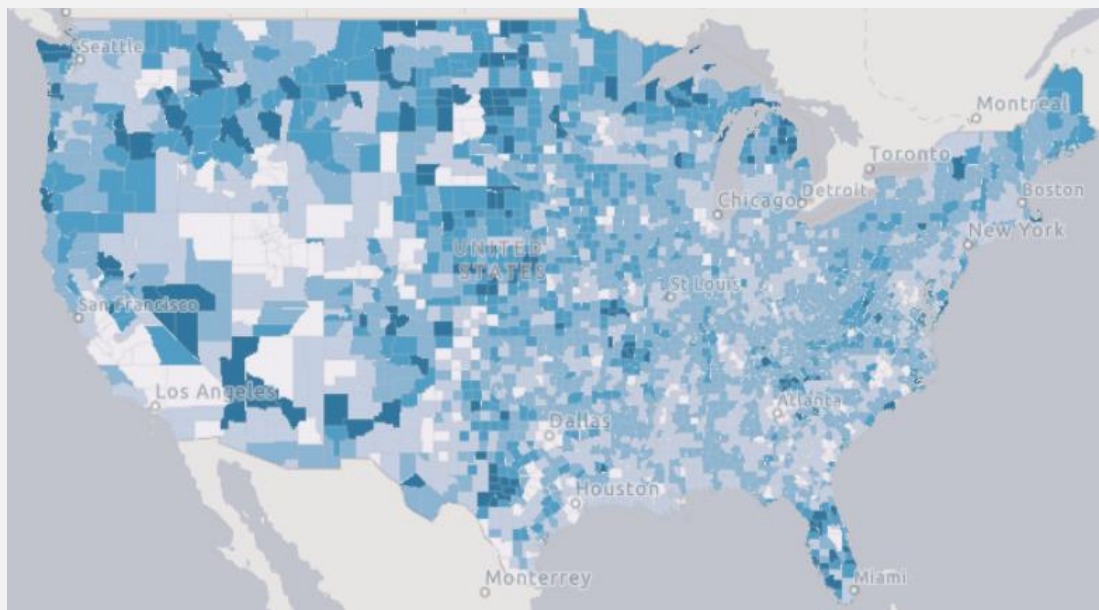 Seattle
Montreal
Toronto
Boston
Chicago
Detroit
New York
UNITED
STATES
St Louis
San Francisco
Los Angeles
Atlanta
Dallas
Houston
Miami
Monterrey